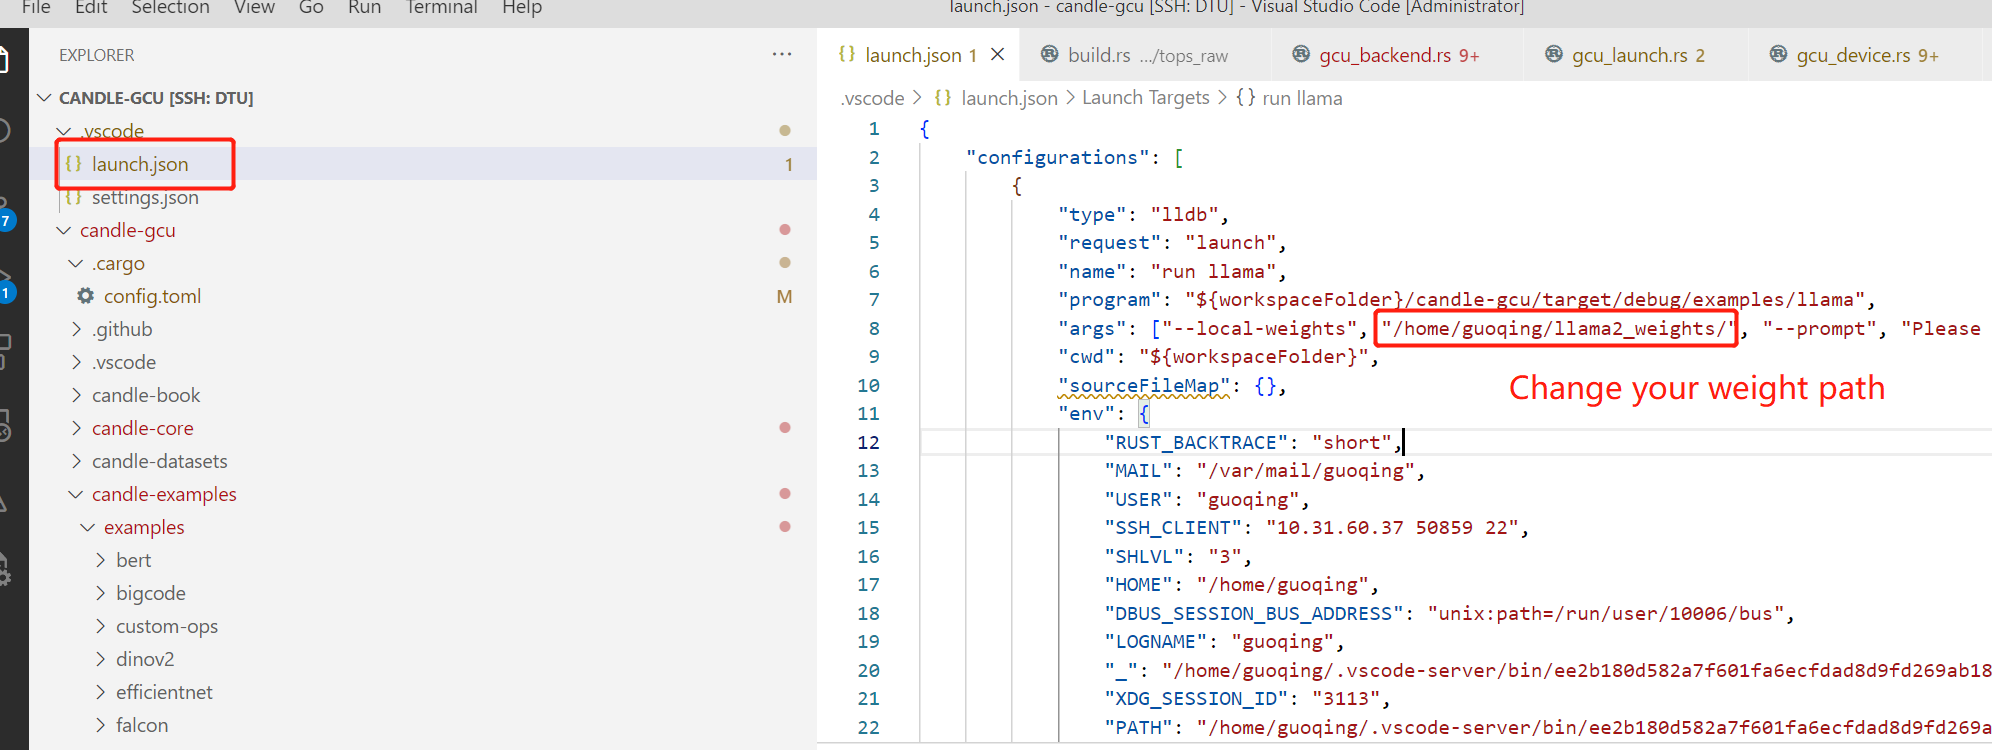 File Edit Selection View Go Run Terminal Help launch.json - candle-gcu [SSH: DTU] - Visual Studio Code [Administrator]
EXPLORER ···
launch.json 1 build.rs .../tops_raw gcu_backend.rs 9+ gcu_launch.rs 2 gcu_device.rs 9+
CANDLE-GCU [SSH: DTU]
.vscode
launch.json 1
settings.json
candle-gcu
.cargo
config.toml M
.github
.vscode
candle-book
candle-core
candle-datasets
candle-examples
examples
bert
bigcode
custom-ops
dinov2
efficientnet
falcon
7
1
.vscode > {} launch.json > Launch Targets > {} run llama
1 {
2 "configurations": [
3 {
4 "type": "lldb",
5 "request": "launch",
6 "name": "run llama",
7 "program": "${workspaceFolder}/candle-gcu/target/debug/examples/llama",
8 "args": ["--local-weights", "/home/guoqing/llama2_weights/", "--prompt", "Please
9 "cwd": "${workspaceFolder}",
10 "sourceFileMap": {},
11 "env": {
12 "RUST_BACKTRACE": "short",
13 "MAIL": "/var/mail/guoqing",
14 "USER": "guoqing",
15 "SSH_CLIENT": "10.31.60.37 50859 22",
16 "SHLVL": "3",
17 "HOME": "/home/guoqing",
18 "DBUS_SESSION_BUS_ADDRESS": "unix:path=/run/user/10006/bus",
19 "LOGNAME": "guoqing",
20 "_": "/home/guoqing/.vscode-server/bin/ee2b180d582a7f601fa6ecfdad8d9fd269ab18
21 "XDG_SESSION_ID": "3113",
22 "PATH": "/home/guoqing/.vscode-server/bin/ee2b180d582a7f601fa6ecfdad8d9fd269a
Change your weight path